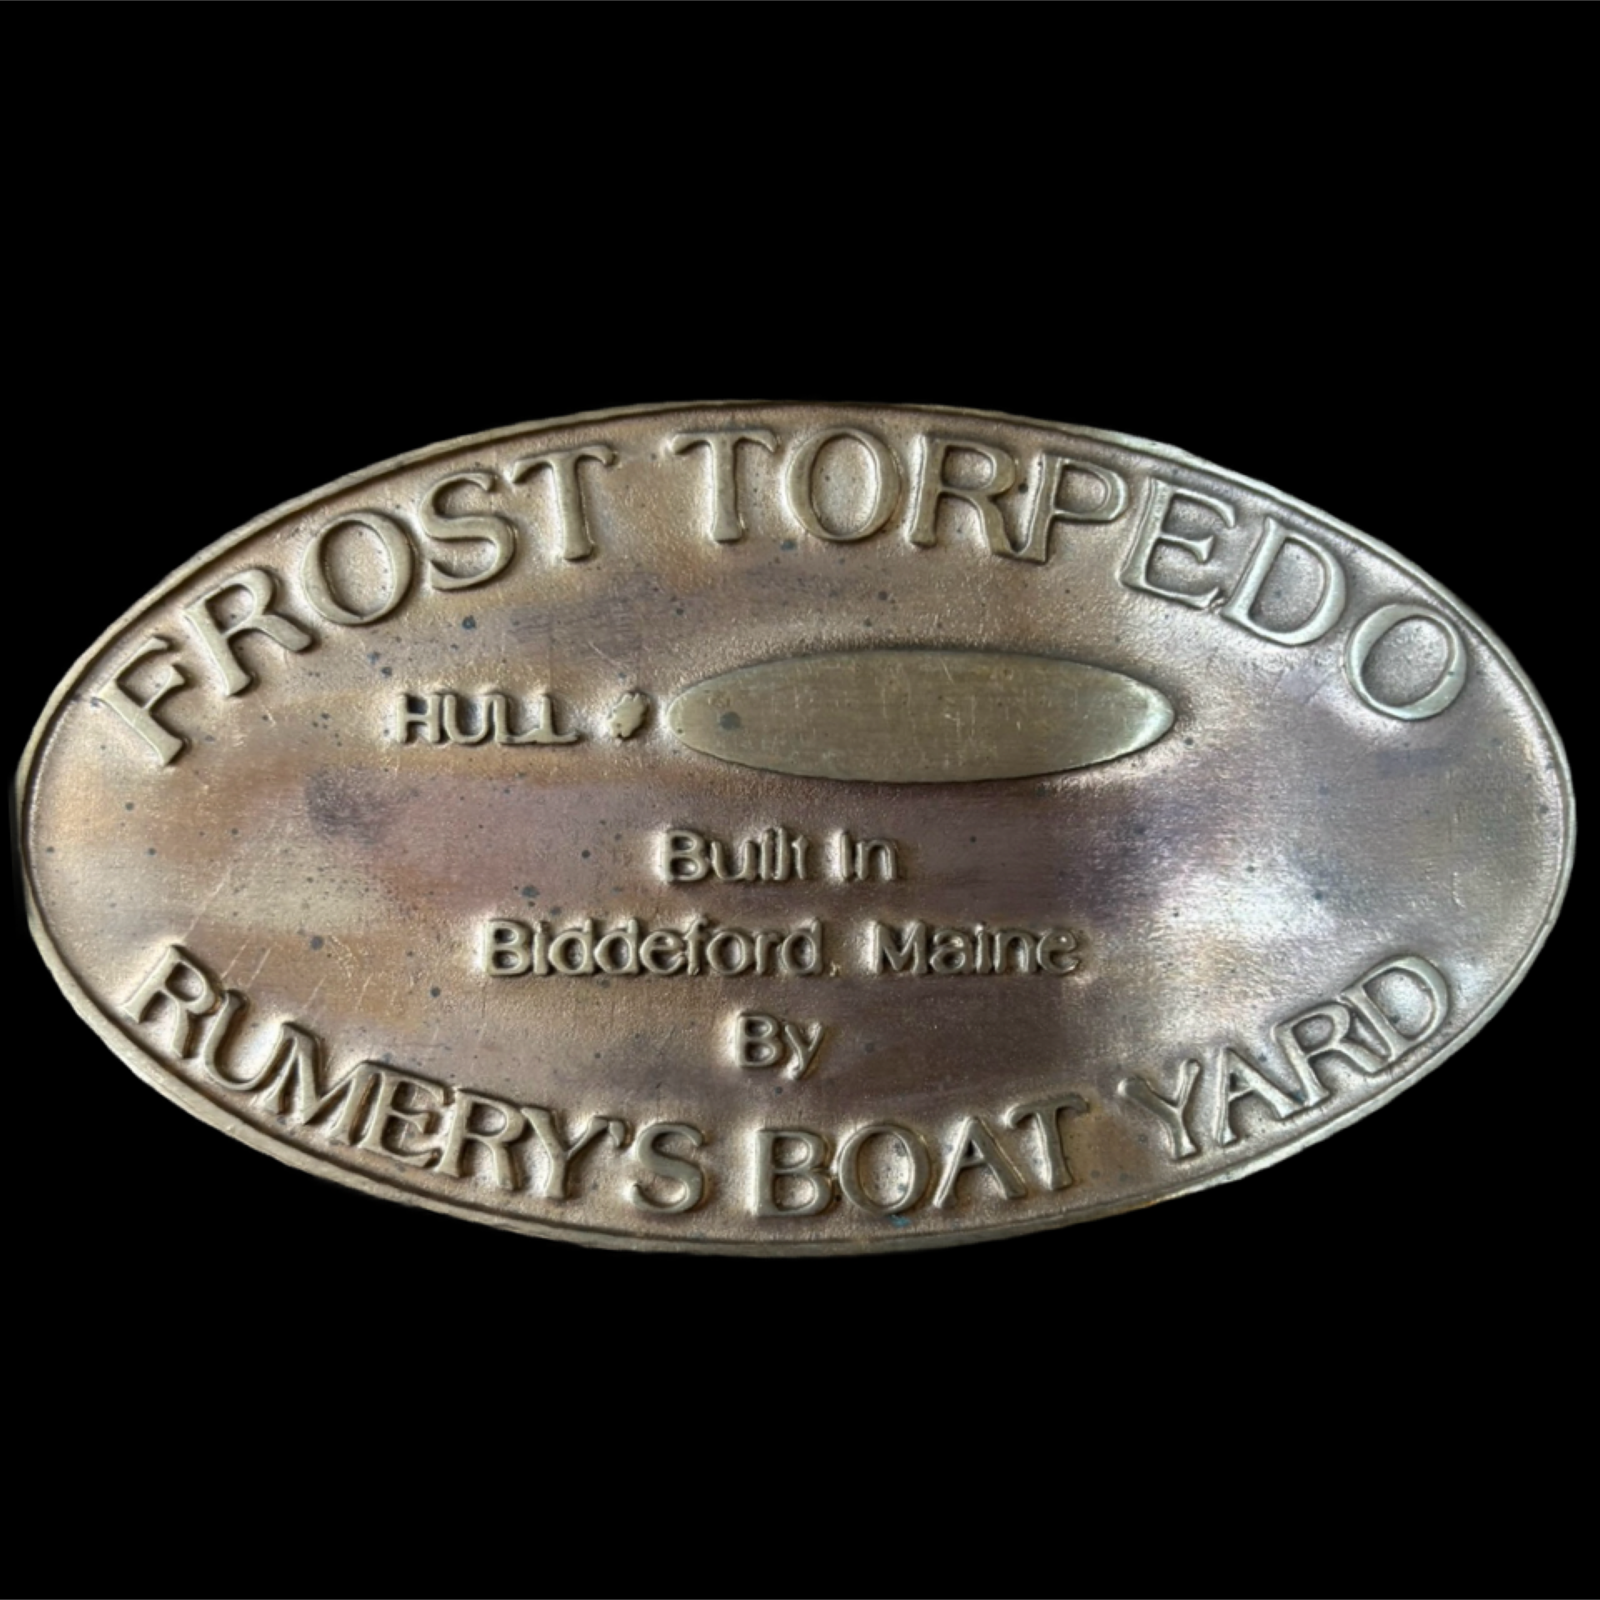 FROST TORPEDO
HULL #
Built In
Biddeford, Maine
By
RUMERY'S BOAT YARD